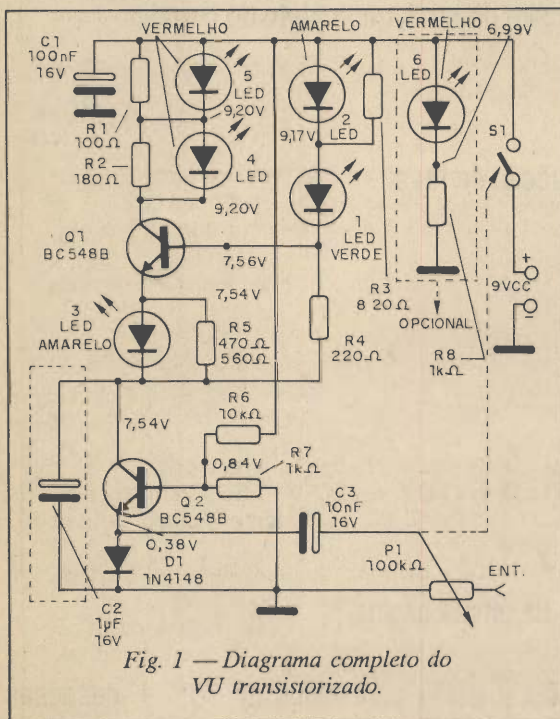 C1
100nF
16V
VERMELHO
AMARELO
VERMELHO
6,99V
5
LED
9,20V
R1
100Ω
R2
180Ω
4
LED
9,20V
9,17V
2
LED
6
LED
S1
Q1
BC548B
7,56V
7,54V
1
LED
VERDE
R3
820Ω
+
9VCC
-
OPCIONAL
3
LED
AMARELO
R5
470Ω
560Ω
R4
220Ω
R8
1kΩ
7,54V
R6
10kΩ
0,84V
R7
1kΩ
Q2
BC548B
C3
10nF
16V
0,38V
D1
1N4148
P1
100kΩ
ENT.
C2
1µF
16V
Fig. 1 — Diagrama completo do
VU transistorizado.